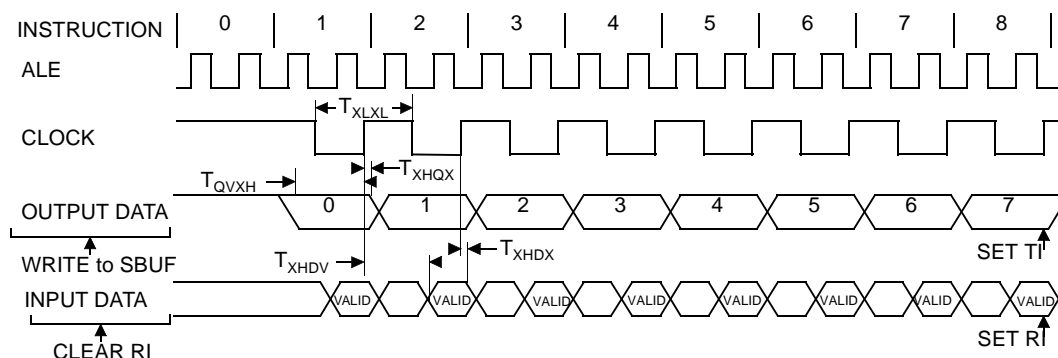 INSTRUCTION 0 1 2 3 4 5 6 7 8
ALE
TXLXL
CLOCK
TXHQX
TQVXH
OUTPUT DATA 0 1 2 3 4 5 6 7
WRITE to SBUF SET TI
TXHDV TXHDX
INPUT DATA VALID VALID VALID VALID VALID VALID VALID VALID
CLEAR RI SET RI